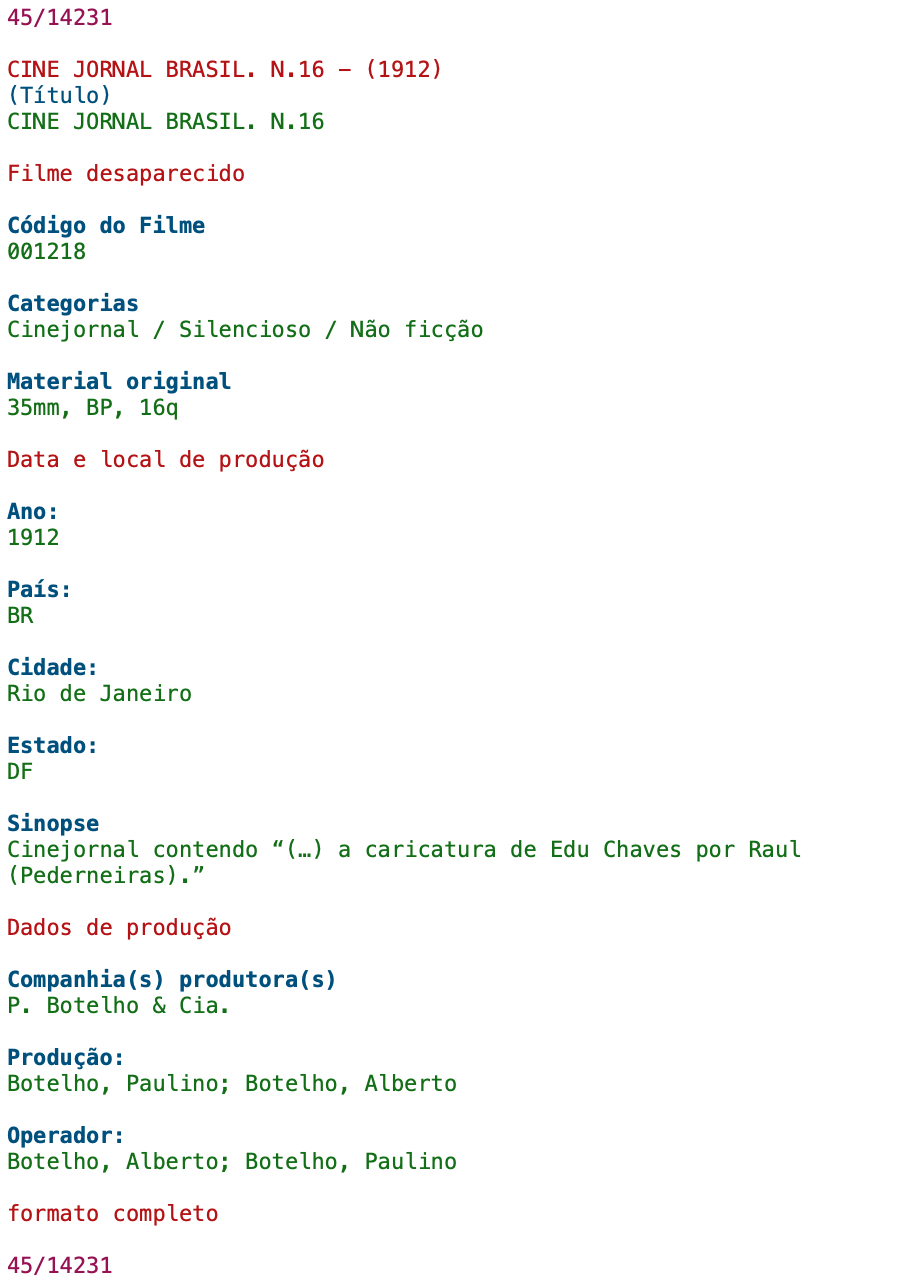 45/14231
CINE JORNAL BRASIL. N.16 – (1912)
(Título)
CINE JORNAL BRASIL. N.16
Filme desaparecido
Código do Filme
001218
Categorias
Cinejornal / Silencioso / Não ficção
Material original
35mm, BP, 16q
Data e local de produção
Ano:
1912
País:
BR
Cidade:
Rio de Janeiro
Estado:
DF
Sinopse
Cinejornal contendo “(…) a caricatura de Edu Chaves por Raul
(Pederneiras).”
Dados de produção
Companhia(s) produtora(s)
P. Botelho & Cia.
Produção:
Botelho, Paulino; Botelho, Alberto
Operador:
Botelho, Alberto; Botelho, Paulino
formato completo
45/14231